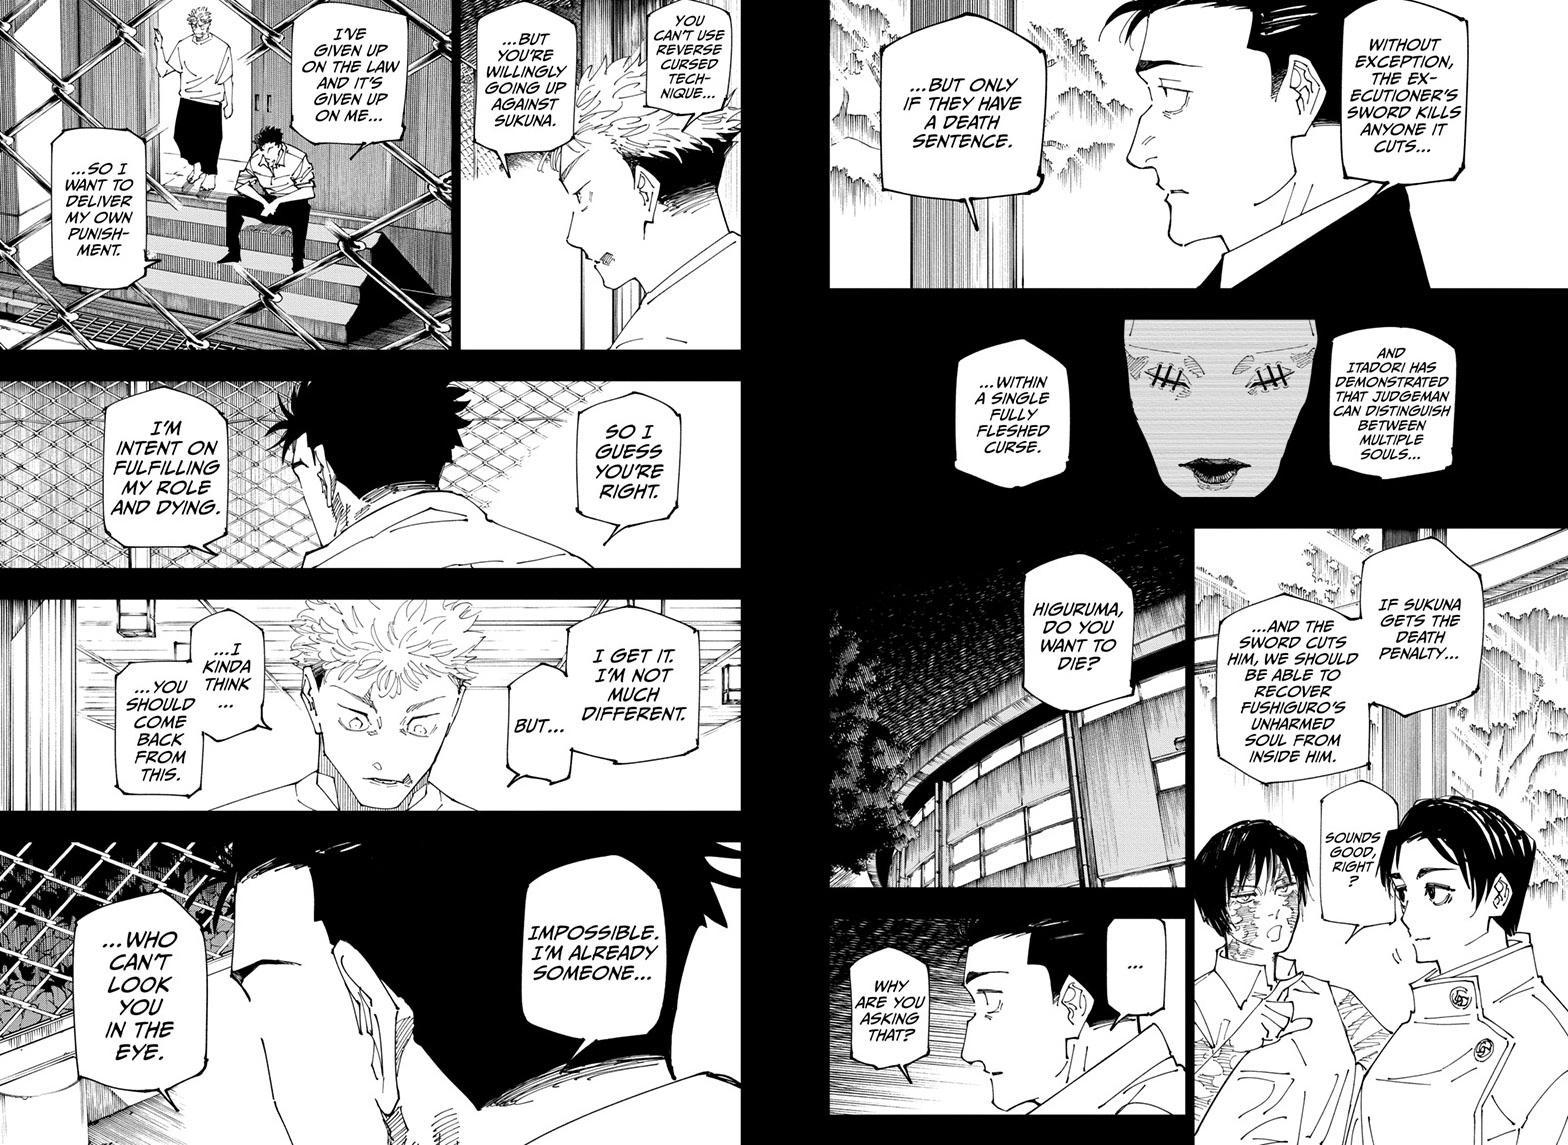 WITHOUT
EXCEPTION,
THE EX-
ECUTIONER'S
SWORD KILLS
ANYONE IT
CUTS...
...BUT ONLY
IF THEY HAVE
A DEATH
SENTENCE.
AND
ITADORI HAS
DEMONSTRATED
THAT JUDGEMAN
CAN DISTINGUISH
BETWEEN
MULTIPLE
SOULS...
...WITHIN
A SINGLE
FULLY
FLESHED
CURSE.
IF SUKUNA
GETS THE
DEATH
PENALTY...
...AND THE
SWORD CUTS
HIM, WE SHOULD
BE ABLE TO
RECOVER
FUSHIGURO'S
UNHARMED
SOUL FROM
INSIDE HIM.
SOUNDS
GOOD,
RIGHT
?
HIGURUMA,
DO YOU
WANT TO
DIE?
...
WHY
ARE YOU
ASKING
THAT?
YOU
CAN'T USE
REVERSE
CURSED
TECH-
NIQUE...
...BUT
YOU'RE
WILLINGLY
GOING UP
AGAINST
SUKUNA.
I'VE
GIVEN UP
ON THE LAW
AND IT'S
GIVEN UP
ON ME...
...SO I
WANT TO
DELIVER
MY OWN
PUNISH-
MENT.
SO I
GUESS
YOU'RE
RIGHT.
I'M
INTENT ON
FULFILLING
MY ROLE
AND DYING.
I GET IT.
I'M NOT
MUCH
DIFFERENT.
BUT...
...I
KINDA
THINK
...
...YOU
SHOULD
COME
BACK
FROM
THIS.
IMPOSSIBLE.
I'M ALREADY
SOMEONE...
...WHO
CAN'T
LOOK
YOU
IN THE
EYE.